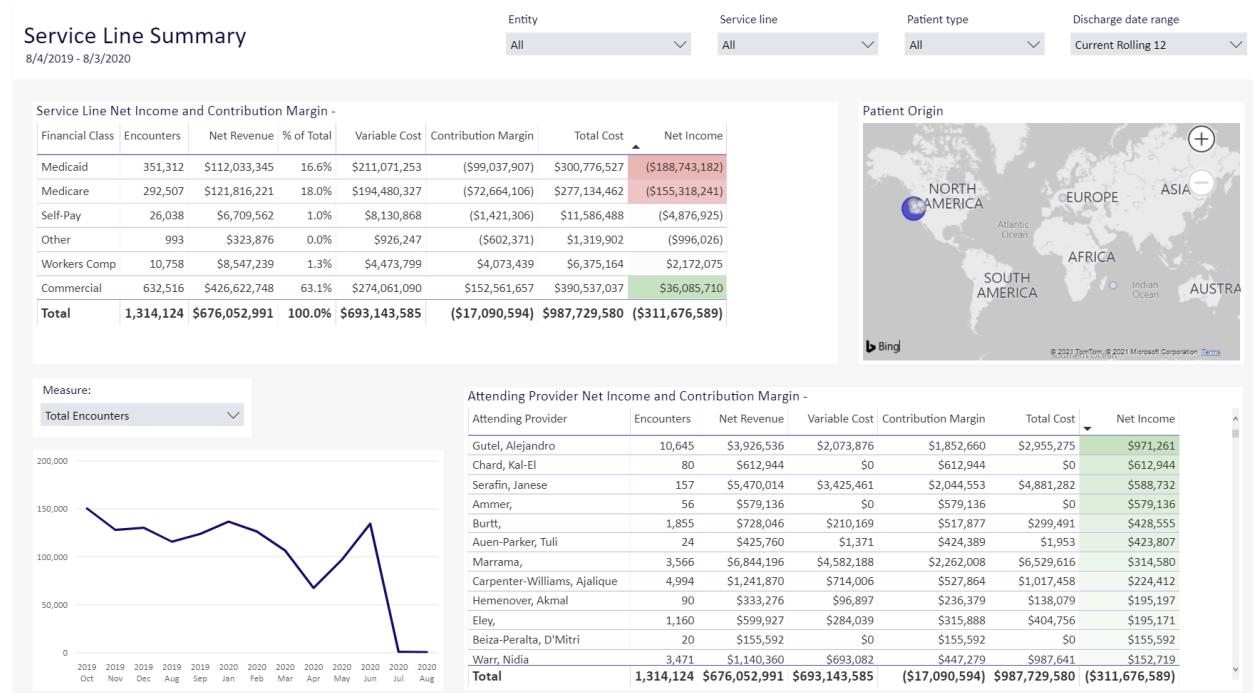 Service Line Summary
8/4/2019 - 8/3/2020
Entity
All
Service line
All
Patient type
All
Discharge date range
Current Rolling 12
Service Line Net Income and Contribution Margin -
Financial Class Encounters Net Revenue % of Total Variable Cost Contribution Margin Total Cost Net Income
Medicaid 351,312 $112,033,345 16.6% $211,071,253 ($99,037,907) $300,776,527 ($188,743,182)
Medicare 292,507 $121,816,221 18.0% $194,480,327 ($72,664,106) $277,134,462 ($155,318,241)
Self-Pay 26,038 $6,709,562 1.0% $8,130,868 ($1,421,306) $11,586,488 ($4,876,925)
Other 993 $323,876 0.0% $926,247 ($602,371) $1,319,902 ($996,026)
Workers Comp 10,758 $8,547,239 1.3% $4,473,799 $4,073,439 $6,375,164 $2,172,075
Commercial 632,516 $426,622,748 63.1% $274,061,090 $152,561,657 $390,537,037 $36,085,710
Total 1,314,124 $676,052,991 100.0% $693,143,585 ($17,090,594) $987,729,580 ($311,676,589)
Patient Origin
NORTH
AMERICA
EUROPE
ASIA
Atlantic
Ocean
AFRICA
SOUTH
AMERICA
Indian
Ocean
AUSTRA
Bing
© 2021 TomTom, © 2021 Microsoft Corporation Terms
Southern Ocean
Measure:
Total Encounters
200,000
150,000
100,000
50,000
0
2019 2019 2019 2019 2019 2020 2020 2020 2020 2020 2020 2020 2020
Oct Nov Dec Aug Sep Jan Feb Mar Apr May Jun Jul Aug
Attending Provider Net Income and Contribution Margin -
Attending Provider Encounters Net Revenue Variable Cost Contribution Margin Total Cost Net Income
Gutel, Alejandro 10,645 $3,926,536 $2,073,876 $1,852,660 $2,955,275 $971,261
Chard, Kal-El 80 $612,944 $0 $612,944 $0 $612,944
Serafin, Janese 157 $5,470,014 $3,425,461 $2,044,553 $4,881,282 $588,732
Ammer, 56 $579,136 $0 $579,136 $0 $579,136
Burtt, 1,855 $728,046 $210,169 $517,877 $299,491 $428,555
Auen-Parker, Tuli 24 $425,760 $1,371 $424,389 $1,953 $423,807
Marrama, 3,566 $6,844,196 $4,582,188 $2,262,008 $6,529,616 $314,580
Carpenter-Williams, Ajalique 4,994 $1,241,870 $714,006 $527,864 $1,017,458 $224,412
Hemenover, Akmal 90 $333,276 $96,897 $236,379 $138,079 $195,197
Eley, 1,160 $599,927 $284,039 $315,888 $404,756 $195,171
Beiza-Peralta, D'Mitri 20 $155,592 $0 $155,592 $0 $155,592
Warr, Nidia 3,471 $1,140,360 $693,082 $447,279 $987,641 $152,719
Total 1,314,124 $676,052,991 $693,143,585 ($17,090,594) $987,729,580 ($311,676,589)